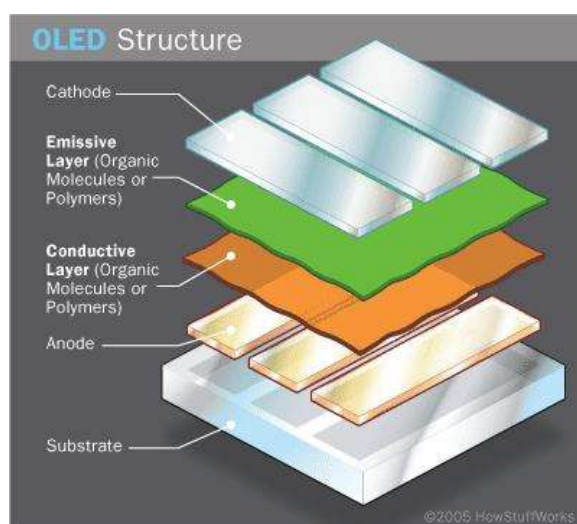 OLED Structure
Cathode
Emissive
Layer (Organic
Molecules or
Polymers)
Conductive
Layer (Organic
Molecules or
Polymers)
Anode
Substrate
©2005 HowStuffWorks